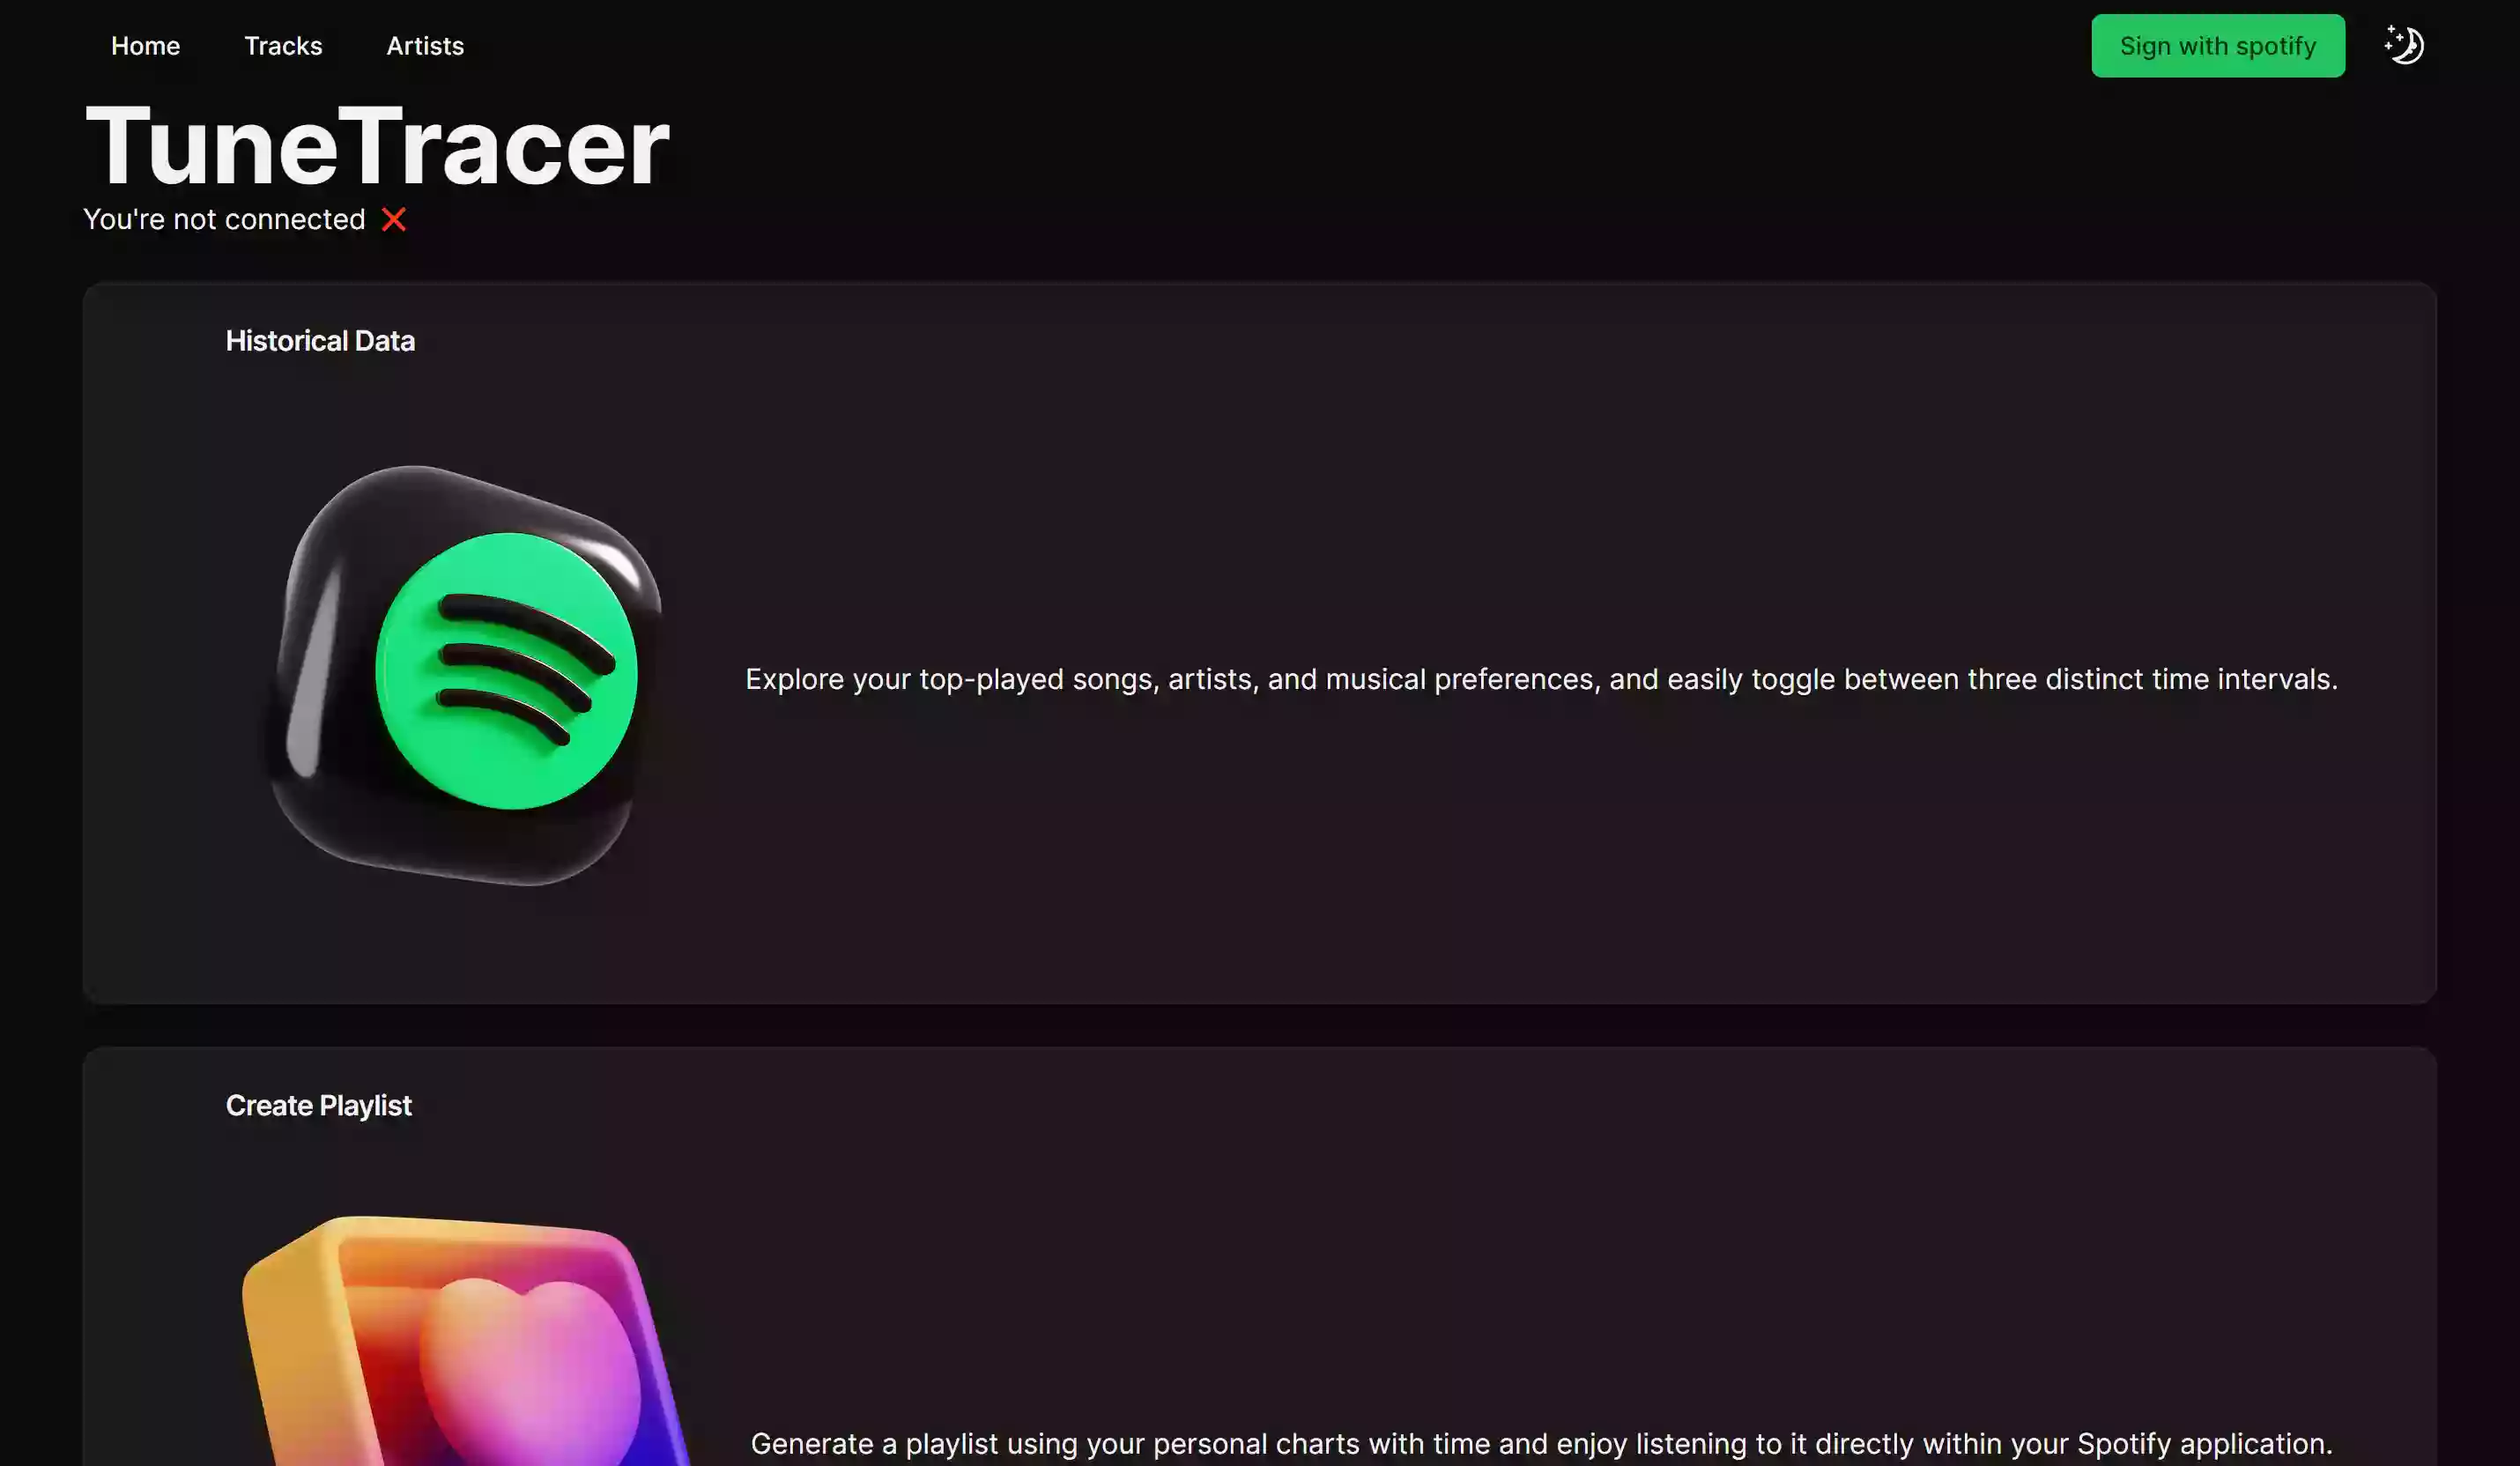 Home Tracks Artists Sign with spotify
TuneTracer
You're not connected ❌
Historical Data
Explore your top-played songs, artists, and musical preferences, and easily toggle between three distinct time intervals.
Create Playlist
Generate a playlist using your personal charts with time and enjoy listening to it directly within your Spotify application.